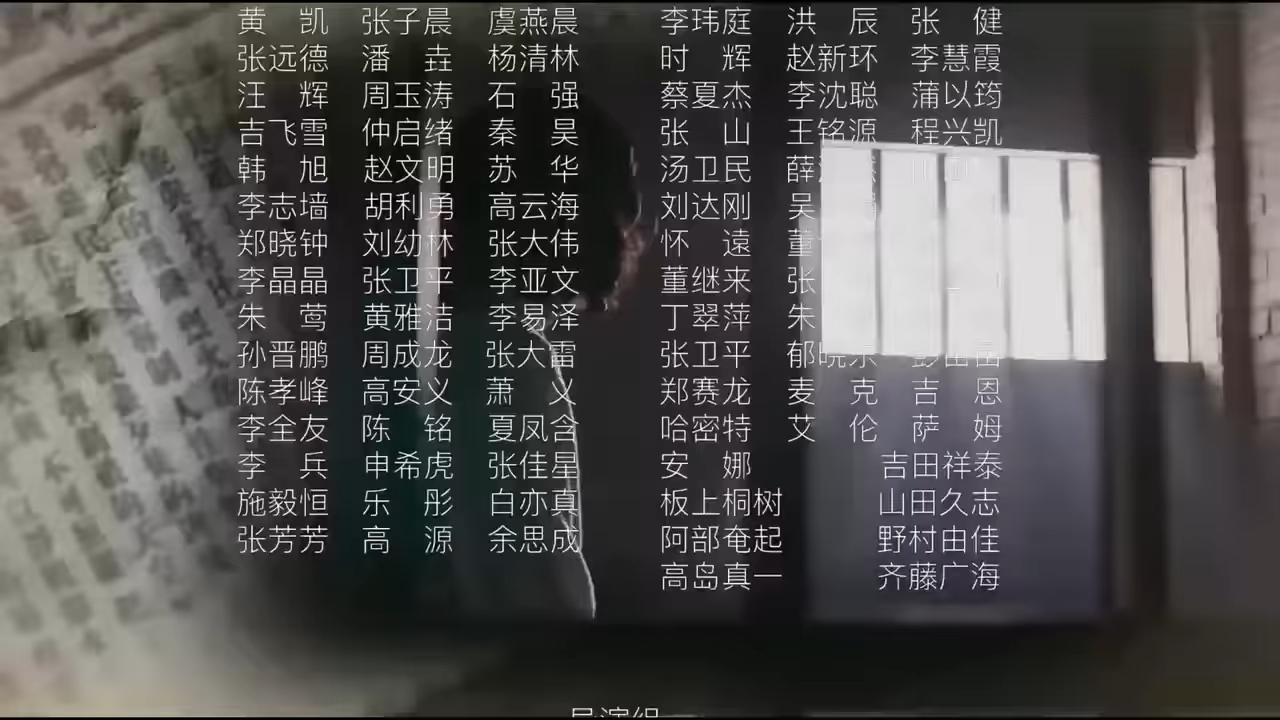 黄　凯 张子晨 虞燕晨 李玮庭 洪　辰 张　健
张远德 潘　垚 杨清林 时　辉 赵新环 李慧霞
汪　辉 周玉涛 石　强 蔡夏杰 李沈聪 蒲以筠
吉飞雪 仲启绪 秦　昊 张　山 王铭源 程兴凯
韩　旭 赵文明 苏　华 汤卫民 薛
李志墙 胡利勇 高云海 刘达刚 吴
郑晓钟 刘幼林 张大伟 怀　遠 董
李晶晶 张卫平 李亚文 董继来 张
朱　莺 黄雅洁 李易泽 丁翠萍 朱
孙晋鹏 周成龙 张大雷 张卫平 郁
陈孝峰 高安义 萧　义 郑赛龙 麦　克 吉　恩
李全友 陈　铭 夏凤含 哈密特 艾　伦 萨　姆
李　兵 申希虎 张佳星 安　娜 吉田祥泰
施毅恒 乐　彤 白亦真 板上桐树 山田久志
张芳芳 高　源 余思成 阿部奄起 野村由佳
高岛真一 齐藤广海
导演组